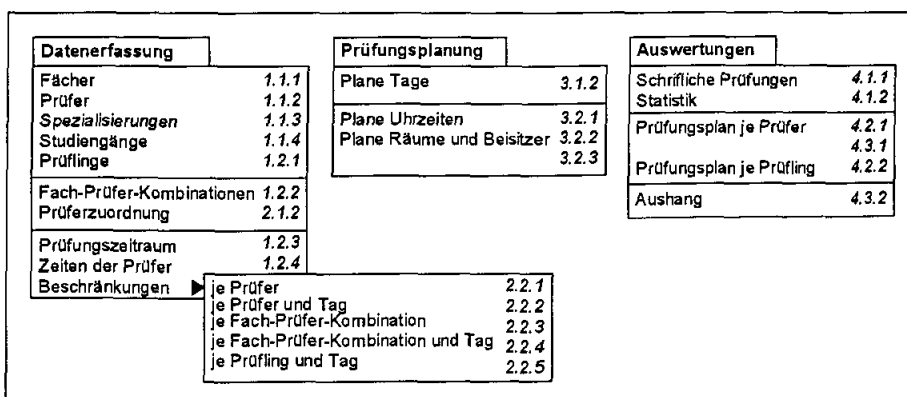 Datenerfassung
Fächer 1.1.1
Prüfer 1.1.2
Spezialisierungen 1.1.3
Studiengänge 1.1.4
Prüflinge 1.2.1
Fach-Prüfer-Kombinationen 1.2.2
Prüferzuordnung 2.1.2
Prüfungszeitraum 1.2.3
Zeiten der Prüfer 1.2.4
Beschränkungen
je Prüfer 2.2.1
je Prüfer und Tag 2.2.2
je Fach-Prüfer-Kombination 2.2.3
je Fach-Prüfer-Kombination und Tag 2.2.4
je Prüfling und Tag 2.2.5
Prüfungsplanung
Plane Tage 3.1.2
Plane Uhrzeiten 3.2.1
Plane Räume und Beisitzer 3.2.2
3.2.3
Auswertungen
Schrifliche Prüfungen 4.1.1
Statistik 4.1.2
Prüfungsplan je Prüfer 4.2.1
4.3.1
Prüfungsplan je Prüfling 4.2.2
Aushang 4.3.2